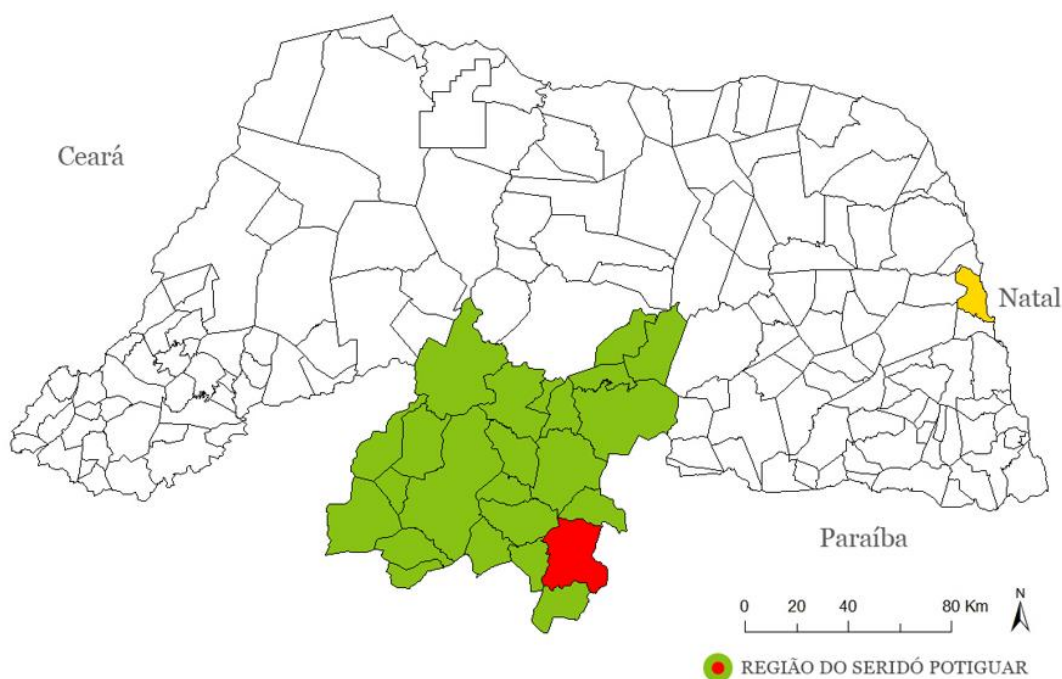 Ceará
Natal
Paraíba
N
0 20 40 80 Km
REGIÃO DO SERIDÓ POTIGUAR